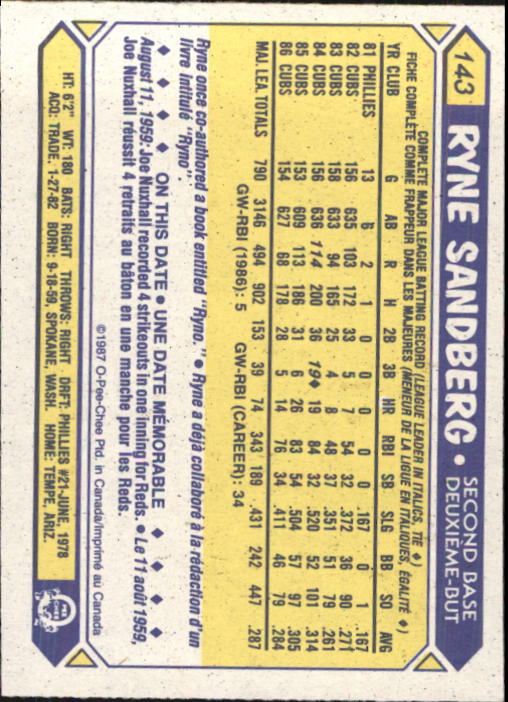 143
RYNE SANDBERG • SECOND BASE
DEUXIÈME-BUT
COMPLETE MAJOR LEAGUE BATTING RECORD (LEAGUE LEADER IN ITALICS, TIE ♦)
FICHE COMPLÈTE COMME FRAPPEUR DANS LES MAJEURES (MENEUR DE LA LIGUE EN ITALIQUES, ÉGALITÉ ♦)
YR CLUB G AB R H 2B 3B HR RBI SB SLG BB SO AVG
81 PHILLIES 13 6 2 1 0 0 0 0 0 .167 0 1 .167
82 CUBS 156 635 103 172 33 5 7 54 32 .372 36 90 .271
83 CUBS 158 633 94 165 25 4 8 48 37 .351 51 79 .261
84 CUBS 156 636 114 200 36 19♦ 19 84 32 .520 52 101 .314
85 CUBS 153 609 113 186 31 6 26 83 54 .504 57 97 .305
86 CUBS 154 627 68 178 28 5 14 76 34 .411 46 79 .284
MAJ. LEA. TOTALS 790 3146 494 902 153 39 74 343 189 .431 242 447 .287
GW-RBI (1986): 5 GW-RBI (CAREER): 34
Ryne once co-authored a book entitled "Ryno." • Ryne a déjà collaboré à la rédaction d'un
livre intitulé "Ryno".
♦ ♦ ♦ ♦ ON THIS DATE • UNE DATE MÉMORABLE ♦ ♦ ♦ ♦
August 11, 1959: Joe Nuxhall recorded 4 strikeouts in one inning for Reds. • Le 11 août 1959,
Joe Nuxhall réussit 4 retraits au bâton en une manche pour les Reds.
©1987 O-Pee-Chee Ptd. in Canada/Imprimé au Canada
HT: 6'2" WT: 180 BATS: RIGHT THROWS: RIGHT DRFT: PHILLIES #21-JUNE, 1978
ACQ: TRADE, 1-27-82 BORN: 9-18-59, SPOKANE, WASH. HOME: TEMPE, ARIZ.
O PEE CHEE